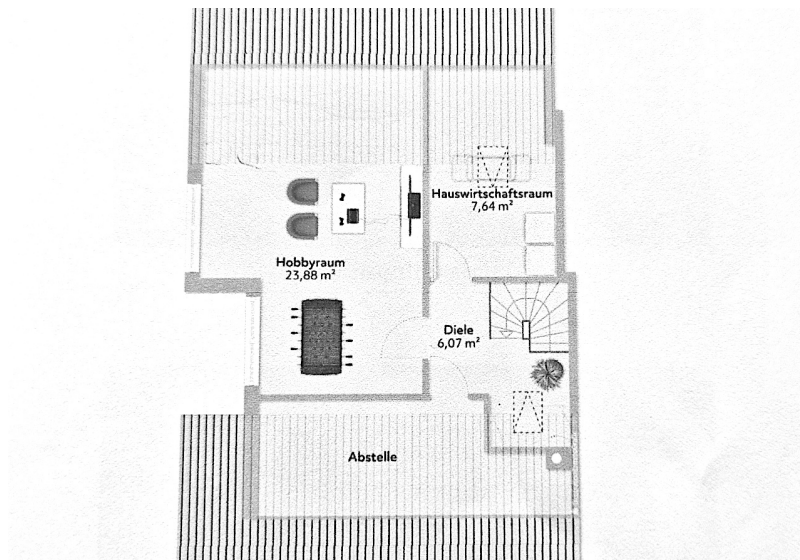 Hauswirtschaftsraum
7,64 m²
Hobbyraum
23,88 m²
Diele
6,07 m²
Abstelle